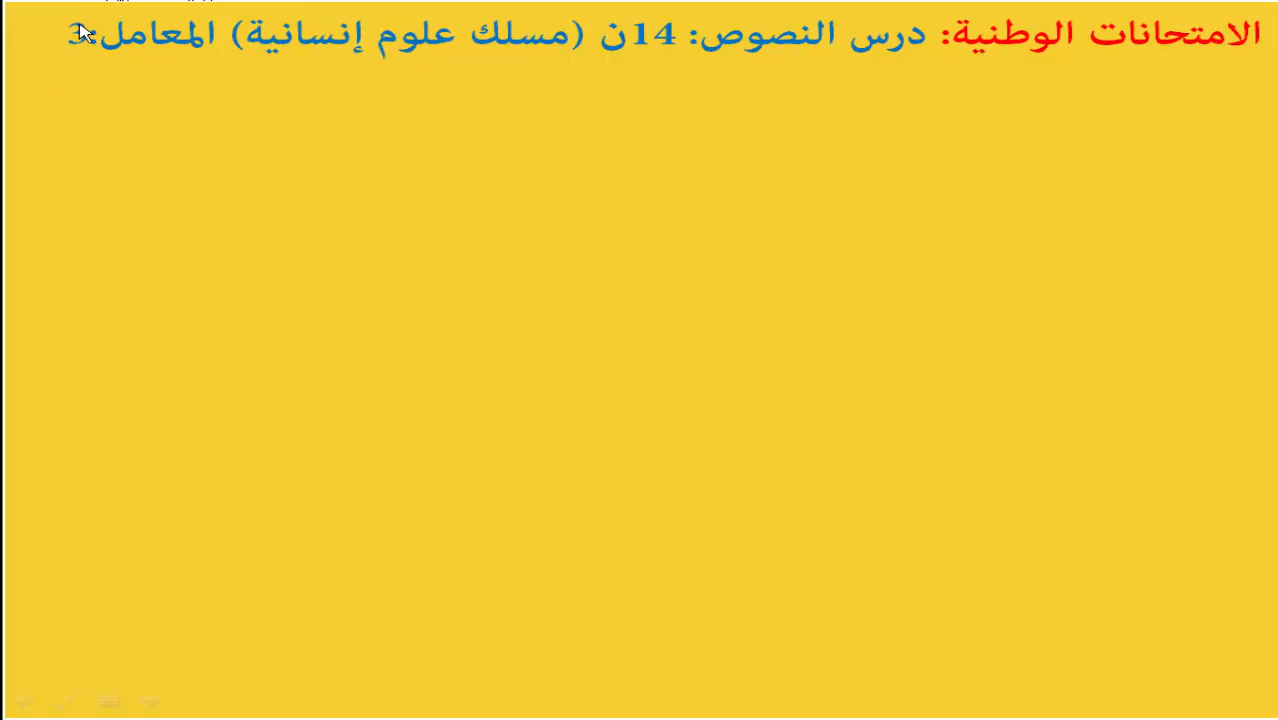 الامتحانات الوطنية: درس النصوص: 14ن (مسلك علوم إنسانية) المعامل:3